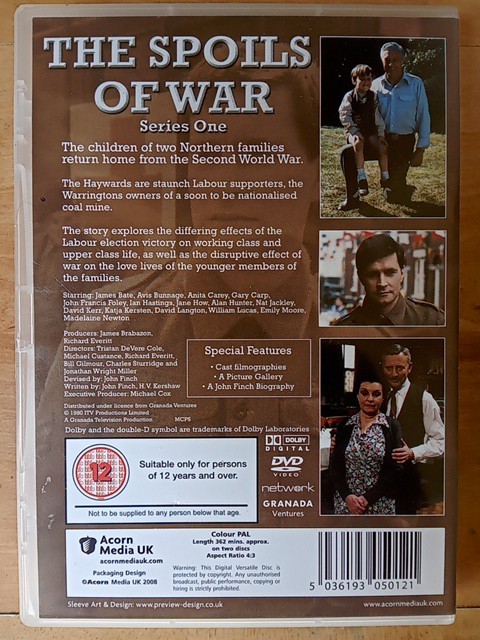 THE SPOILS
OF WAR
Series One
The children of two Northern families
return home from the Second World War.
The Haywards are staunch Labour supporters, the
Warringtons owners of a soon to be nationalised
coal mine.
The story explores the differing effects of the
Labour election victory on working class and
upper class life, as well as the disruptive effect of
war on the love lives of the younger members of
the families.
Starring: James Bate, Avis Bunnage, Anita Carey, Gary Carp,
John Francis Foley, Ian Hastings, Jane How, Alan Hunter, Nat Jackley,
David Kerr, Katja Kersten, David Langton, William Lucas, Emily Moore,
Madelaine Newton
Producers: James Brabazon,
Richard Everitt
Directors: Tristan DeVere Cole,
Michael Custance, Richard Everitt,
Bill Gilmour, Charles Sturridge and
Jonathan Wright Miller
Devised by: John Finch
Written by: John Finch, H.V. Kershaw
Executive Producer: Michael Cox
Special Features
• Cast filmographies
• A Picture Gallery
• A John Finch Biography
Distributed under licence from Granada Ventures
© 1980 ITV Productions Limited
A Granada Television Production MCPS
Dolby and the double-D symbol are trademarks of Dolby Laboratories
12
Suitable only for persons
of 12 years and over.
Not to be supplied to any person below that age.
DOLBY
DIGITAL
DVD
VIDEO
network
GRANADA
Ventures
Acorn
Media UK
acornmediauk.com
Packaging Design
©Acorn Media UK 2008
Colour PAL
Length 362 mins. approx.
on two discs
Aspect Ratio 4:3
Warning: This Digital Versatile Disc is
protected by copyright. Any unauthorised
broadcast, public performance, copying or
hiring is strictly prohibited.
5 036193 050121
Sleeve Art & Design: www.preview-design.co.uk
www.acornmediauk.com